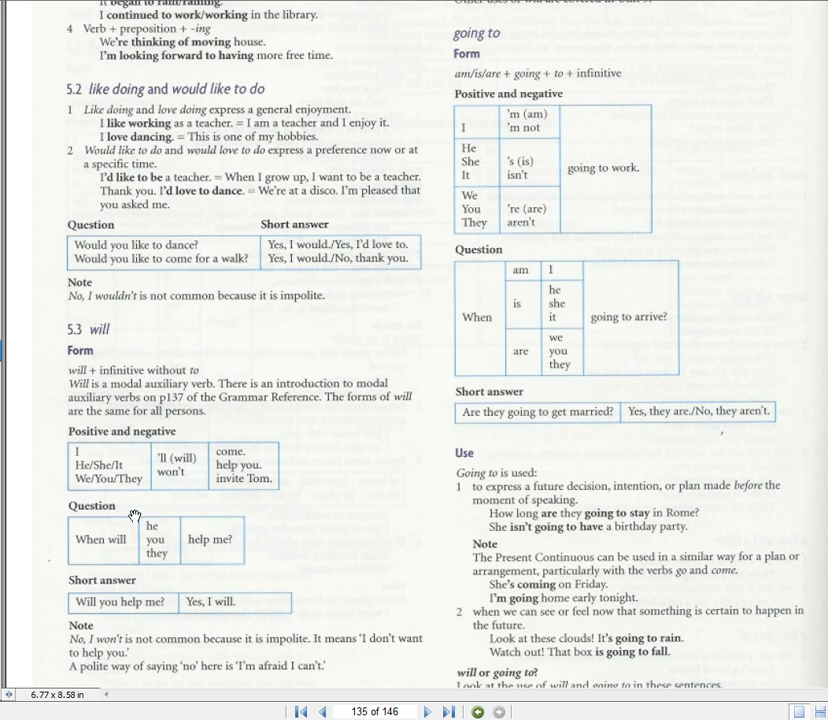 It began to rain/raining.
I continued to work/working in the library.
4 Verb + preposition + -ing
We're thinking of moving house.
I'm looking forward to having more free time.
5.2 like doing and would like to do
1 Like doing and love doing express a general enjoyment.
I like working as a teacher. = I am a teacher and I enjoy it.
I love dancing. = This is one of my hobbies.
2 Would like to do and would love to do express a preference now or at
a specific time.
I'd like to be a teacher. = When I grow up, I want to be a teacher.
Thank you. I'd love to dance. = We're at a disco. I'm pleased that
you asked me.
Question Short answer
Would you like to dance? Yes, I would./Yes, I'd love to.
Would you like to come for a walk? Yes, I would./No, thank you.
Note
No, I wouldn't is not common because it is impolite.
5.3 will
Form
will + infinitive without to
Will is a modal auxiliary verb. There is an introduction to modal
auxiliary verbs on p137 of the Grammar Reference. The forms of will
are the same for all persons.
Positive and negative
I
He/She/It
We/You/They
'll (will)
won't
come.
help you.
invite Tom.
Question
When will
he
you
they
help me?
Short answer
Will you help me? Yes, I will.
Note
No, I won't is not common because it is impolite. It means 'I don't want
to help you.'
A polite way of saying 'no' here is 'I'm afraid I can't.'
going to
Form
am/is/are + going + to + infinitive
Positive and negative
I
'm (am)
'm not
He
She
It
's (is)
isn't
We
You
They
're (are)
aren't
going to work.
Question
When
am I
is
he
she
it
are
we
you
they
going to arrive?
Short answer
Are they going to get married? Yes, they are./No, they aren't.
Use
Going to is used:
1 to express a future decision, intention, or plan made before the
moment of speaking.
How long are they going to stay in Rome?
She isn't going to have a birthday party.
Note
The Present Continuous can be used in a similar way for a plan or
arrangement, particularly with the verbs go and come.
She's coming on Friday.
I'm going home early tonight.
2 when we can see or feel now that something is certain to happen in
the future.
Look at these clouds! It's going to rain.
Watch out! That box is going to fall.
will or going to?
Look at the use of will and going to in these sentences.
6.77 x 8.58 in
135 of 146